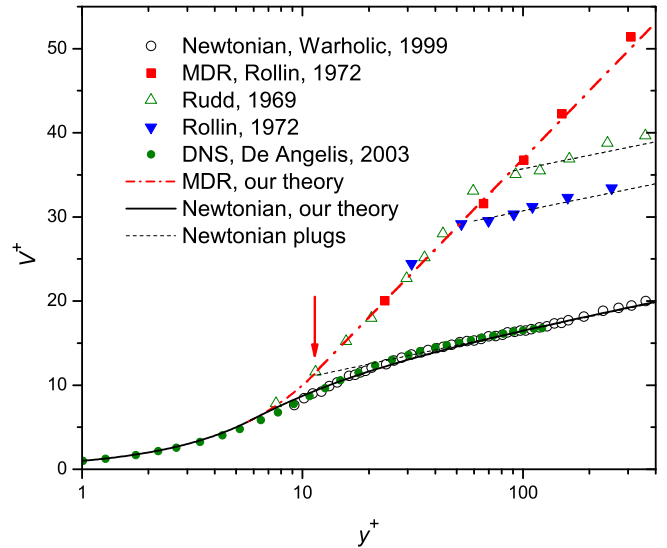 50
40
30
20
10
0
V⁺
Newtonian, Warholic, 1999
MDR, Rollin, 1972
Rudd, 1969
Rollin, 1972
DNS, De Angelis, 2003
MDR, our theory
Newtonian, our theory
Newtonian plugs
1 10 100
y⁺